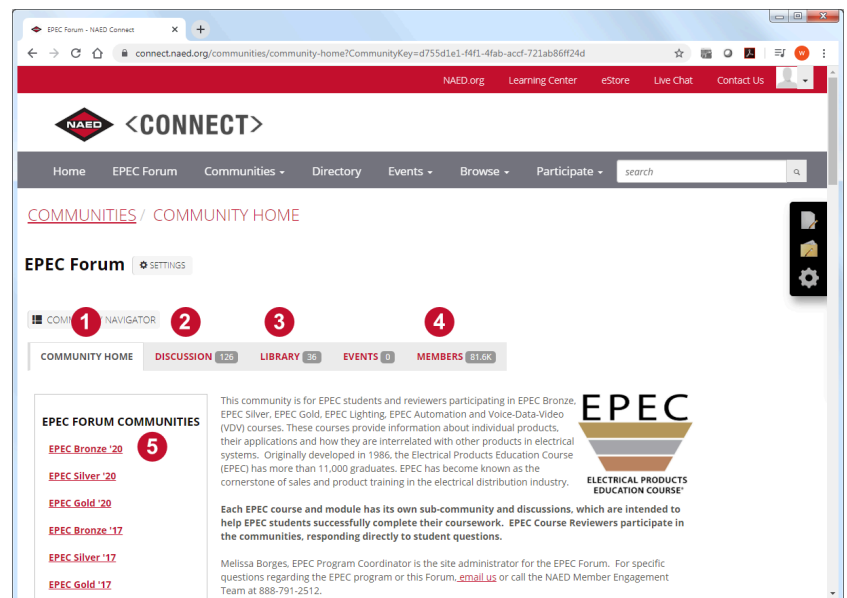 EPEC Forum - NAED Connect
connect.naed.org/communities/community-home?CommunityKey=d755d1e1-f4f1-4fab-accf-721ab86ff24d
W
NAED.org Learning Center eStore Live Chat Contact Us
NAED <CONNECT>
Home EPEC Forum Communities Directory Events Browse Participate search
COMMUNITIES / COMMUNITY HOME
EPEC Forum SETTINGS
1 2 3 4
NAVIGATOR
COMMUNITY HOME DISCUSSION 126 LIBRARY 36 EVENTS 0 MEMBERS 81.6K
EPEC FORUM COMMUNITIES
EPEC Bronze '20 5
EPEC Silver '20
EPEC Gold '20
EPEC Bronze '17
EPEC Silver '17
EPEC Gold '17
This community is for EPEC students and reviewers participating in EPEC Bronze,
EPEC Silver, EPEC Gold, EPEC Lighting, EPEC Automation and Voice-Data-Video
(VDV) courses. These courses provide information about individual products,
their applications and how they are interrelated with other products in electrical
systems. Originally developed in 1986, the Electrical Products Education Course
(EPEC) has more than 11,000 graduates. EPEC has become known as the
cornerstone of sales and product training in the electrical distribution industry.
EPEC
ELECTRICAL PRODUCTS
EDUCATION COURSE
Each EPEC course and module has its own sub-community and discussions, which are intended to
help EPEC students successfully complete their coursework. EPEC Course Reviewers participate in
the communities, responding directly to student questions.
Melissa Borges, EPEC Program Coordinator is the site administrator for the EPEC Forum. For specific
questions regarding the EPEC program or this Forum, email us or call the NAED Member Engagement
Team at 888-791-2512.